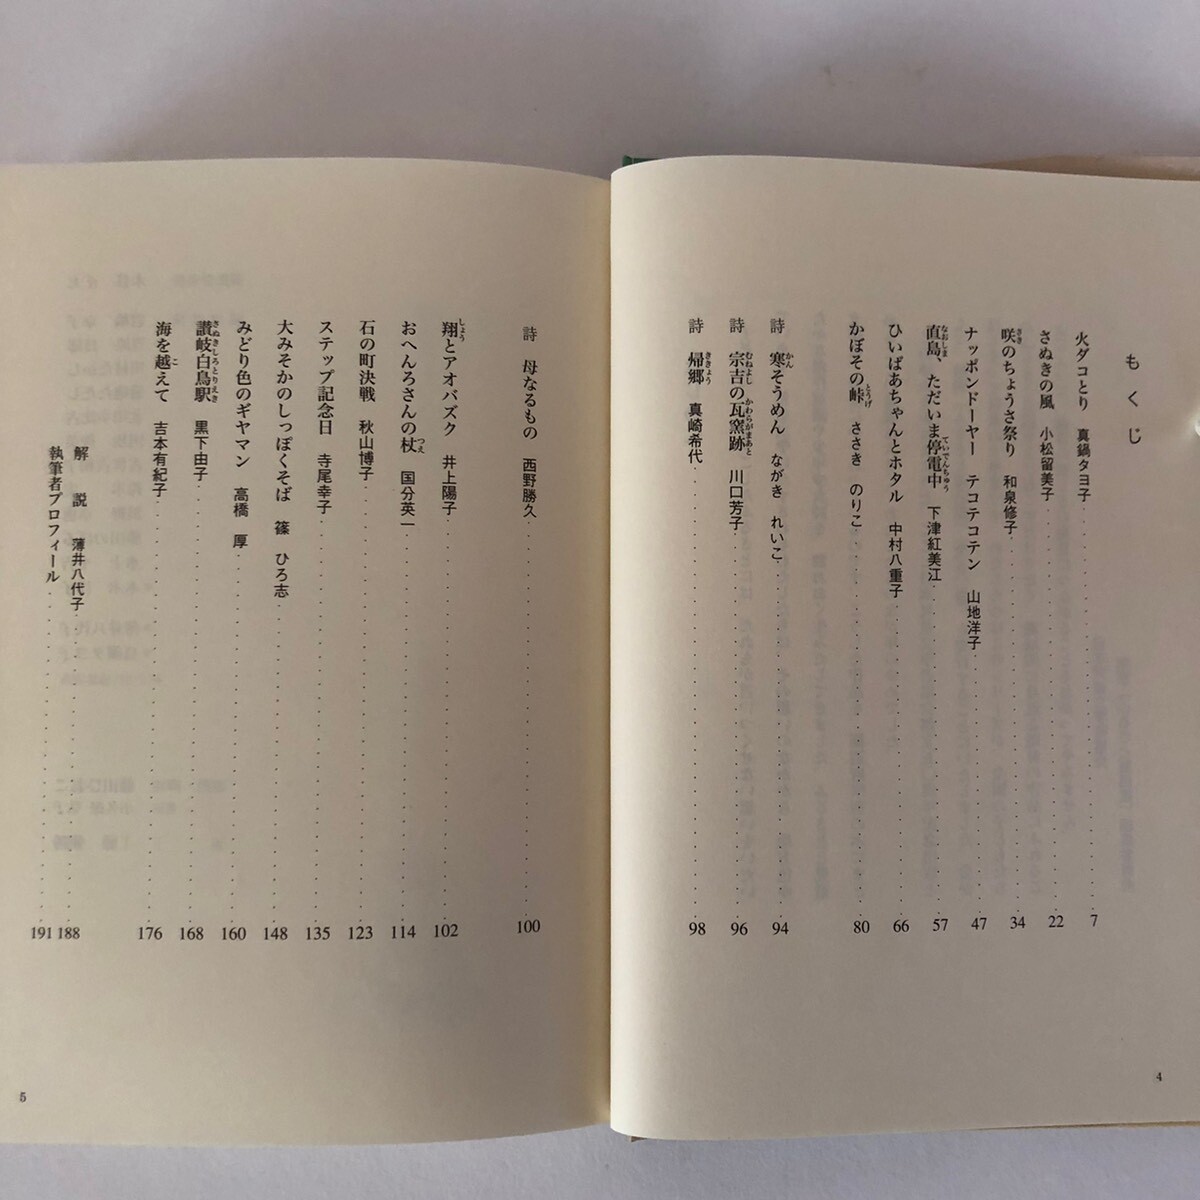 もくじ
火ダコとり 真鍋タヨ子 7
さぬきの風 小松留美子 22
咲のちょうさ祭り 和泉修子 34
ナッポンドーヤー テコテコテン 山地洋子 47
直島、ただいま停電中 下津紅美江 57
ひいばあちゃんとホタル 中村八重子 66
かぼその峠 ささき のりこ 80
詩 寒そうめん ながき れいこ 94
詩 宗吉の瓦窯跡 川口芳子 96
詩 帰郷 真崎希代 98
4
詩 母なるもの 西野勝久 100
翔とアオバズク 井上陽子 102
おへんろさんの杖 国分英一 114
石の町決戦 秋山博子 123
ステップ記念日 寺尾幸子 135
大みそかのしっぽくそば 篠 ひろ志 148
みどり色のギヤマン 高橋 厚 160
讃岐白鳥駅 黒下由子 168
海を越えて 吉本有紀子 176
解 説 薄井八代子 188
執筆者プロフィール 191
5